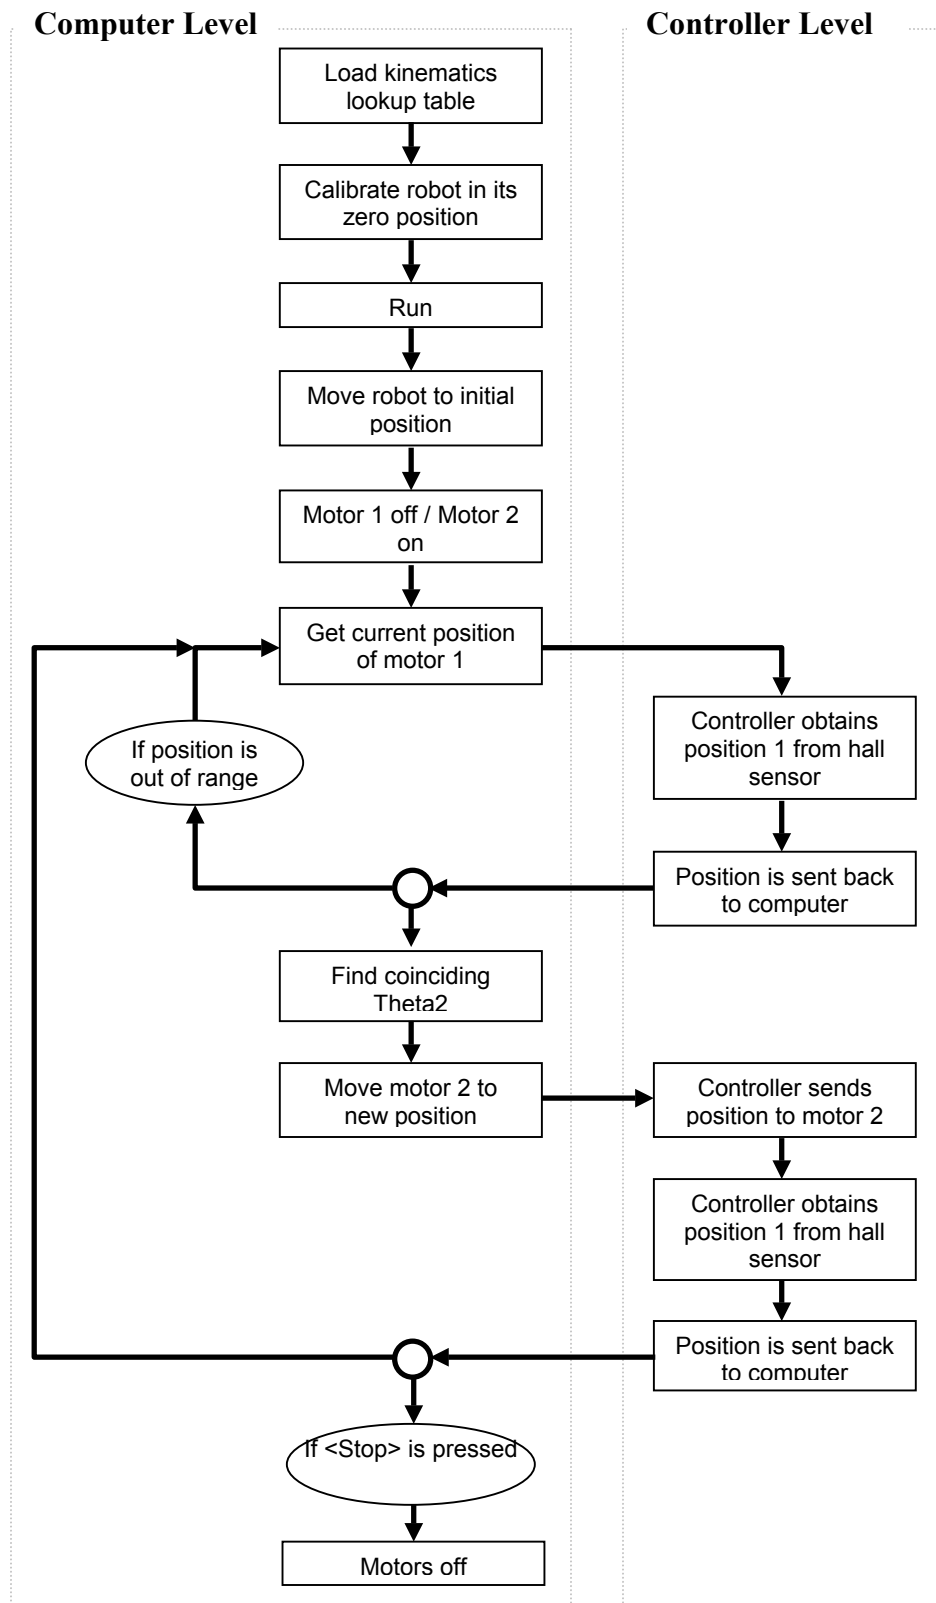 Computer Level
Controller Level
Load kinematics
lookup table
Calibrate robot in its
zero position
Run
Move robot to initial
position
Motor 1 off / Motor 2
on
Get current position
of motor 1
Controller obtains
position 1 from hall
sensor
If position is
out of range
Position is sent back
to computer
Find coinciding
Theta2
Move motor 2 to
new position
Controller sends
position to motor 2
Controller obtains
position 1 from hall
sensor
Position is sent back
to computer
If <Stop> is pressed
Motors off